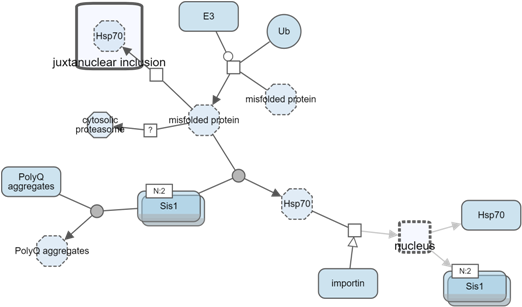 E3
Hsp70
Ub
juxtanuclear inclusion
misfolded protein
cytosolic
proteasome
?
misfolded protein
PolyQ
aggregates
N:2
Sis1
Hsp70
Hsp70
PolyQ aggregates
nucleus
importin
N:2
Sis1